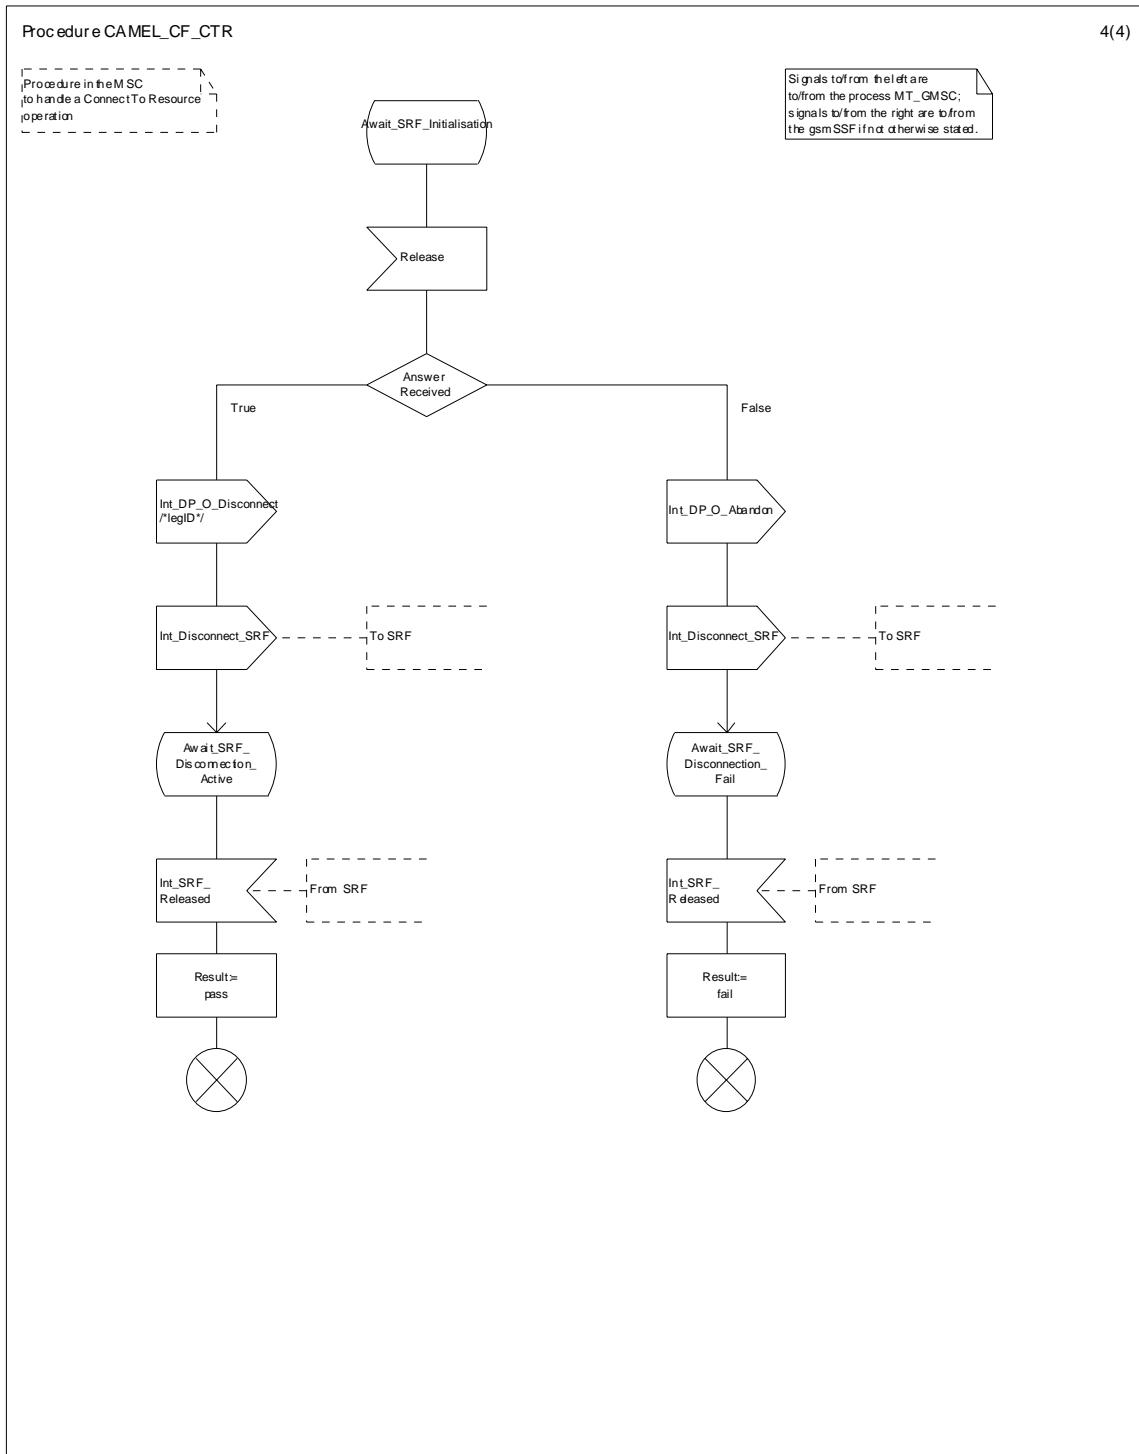 Procedure CAMEL_CF_CTR
4(4)
Procedure in the MSC
to handle a Connect To Resource
operation
Signals to/from the left are
to/from the process MT_GMSC;
signals to/from the right are to/from
the gsmSSF if not otherwise stated.
Await_SRF_Initialisation
Release
Answer
Received
True
False
Int_DP_O_Disconnect
/*legID*/
Int_DP_O_Abandon
Int_Disconnect_SRF
To SRF
Int_Disconnect_SRF
To SRF
Await_SRF_
Disconnection_
Active
Await_SRF_
Disconnection_
Fail
Int_SRF_
Released
From SRF
Int_SRF_
Released
From SRF
Result:=
pass
Result:=
fail